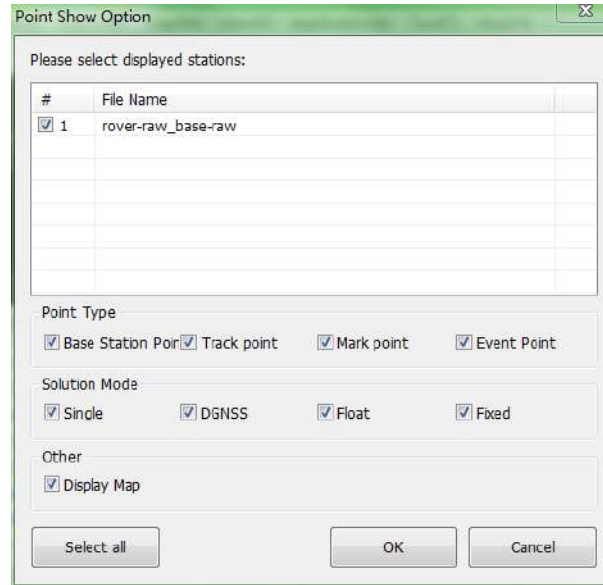 Point Show Option
Please select displayed stations:
# File Name
1 rover-raw_base-raw
Point Type
Base Station Poir Track point Mark point Event Point
Solution Mode
Single DGNSS Float Fixed
Other
Display Map
Select all OK Cancel